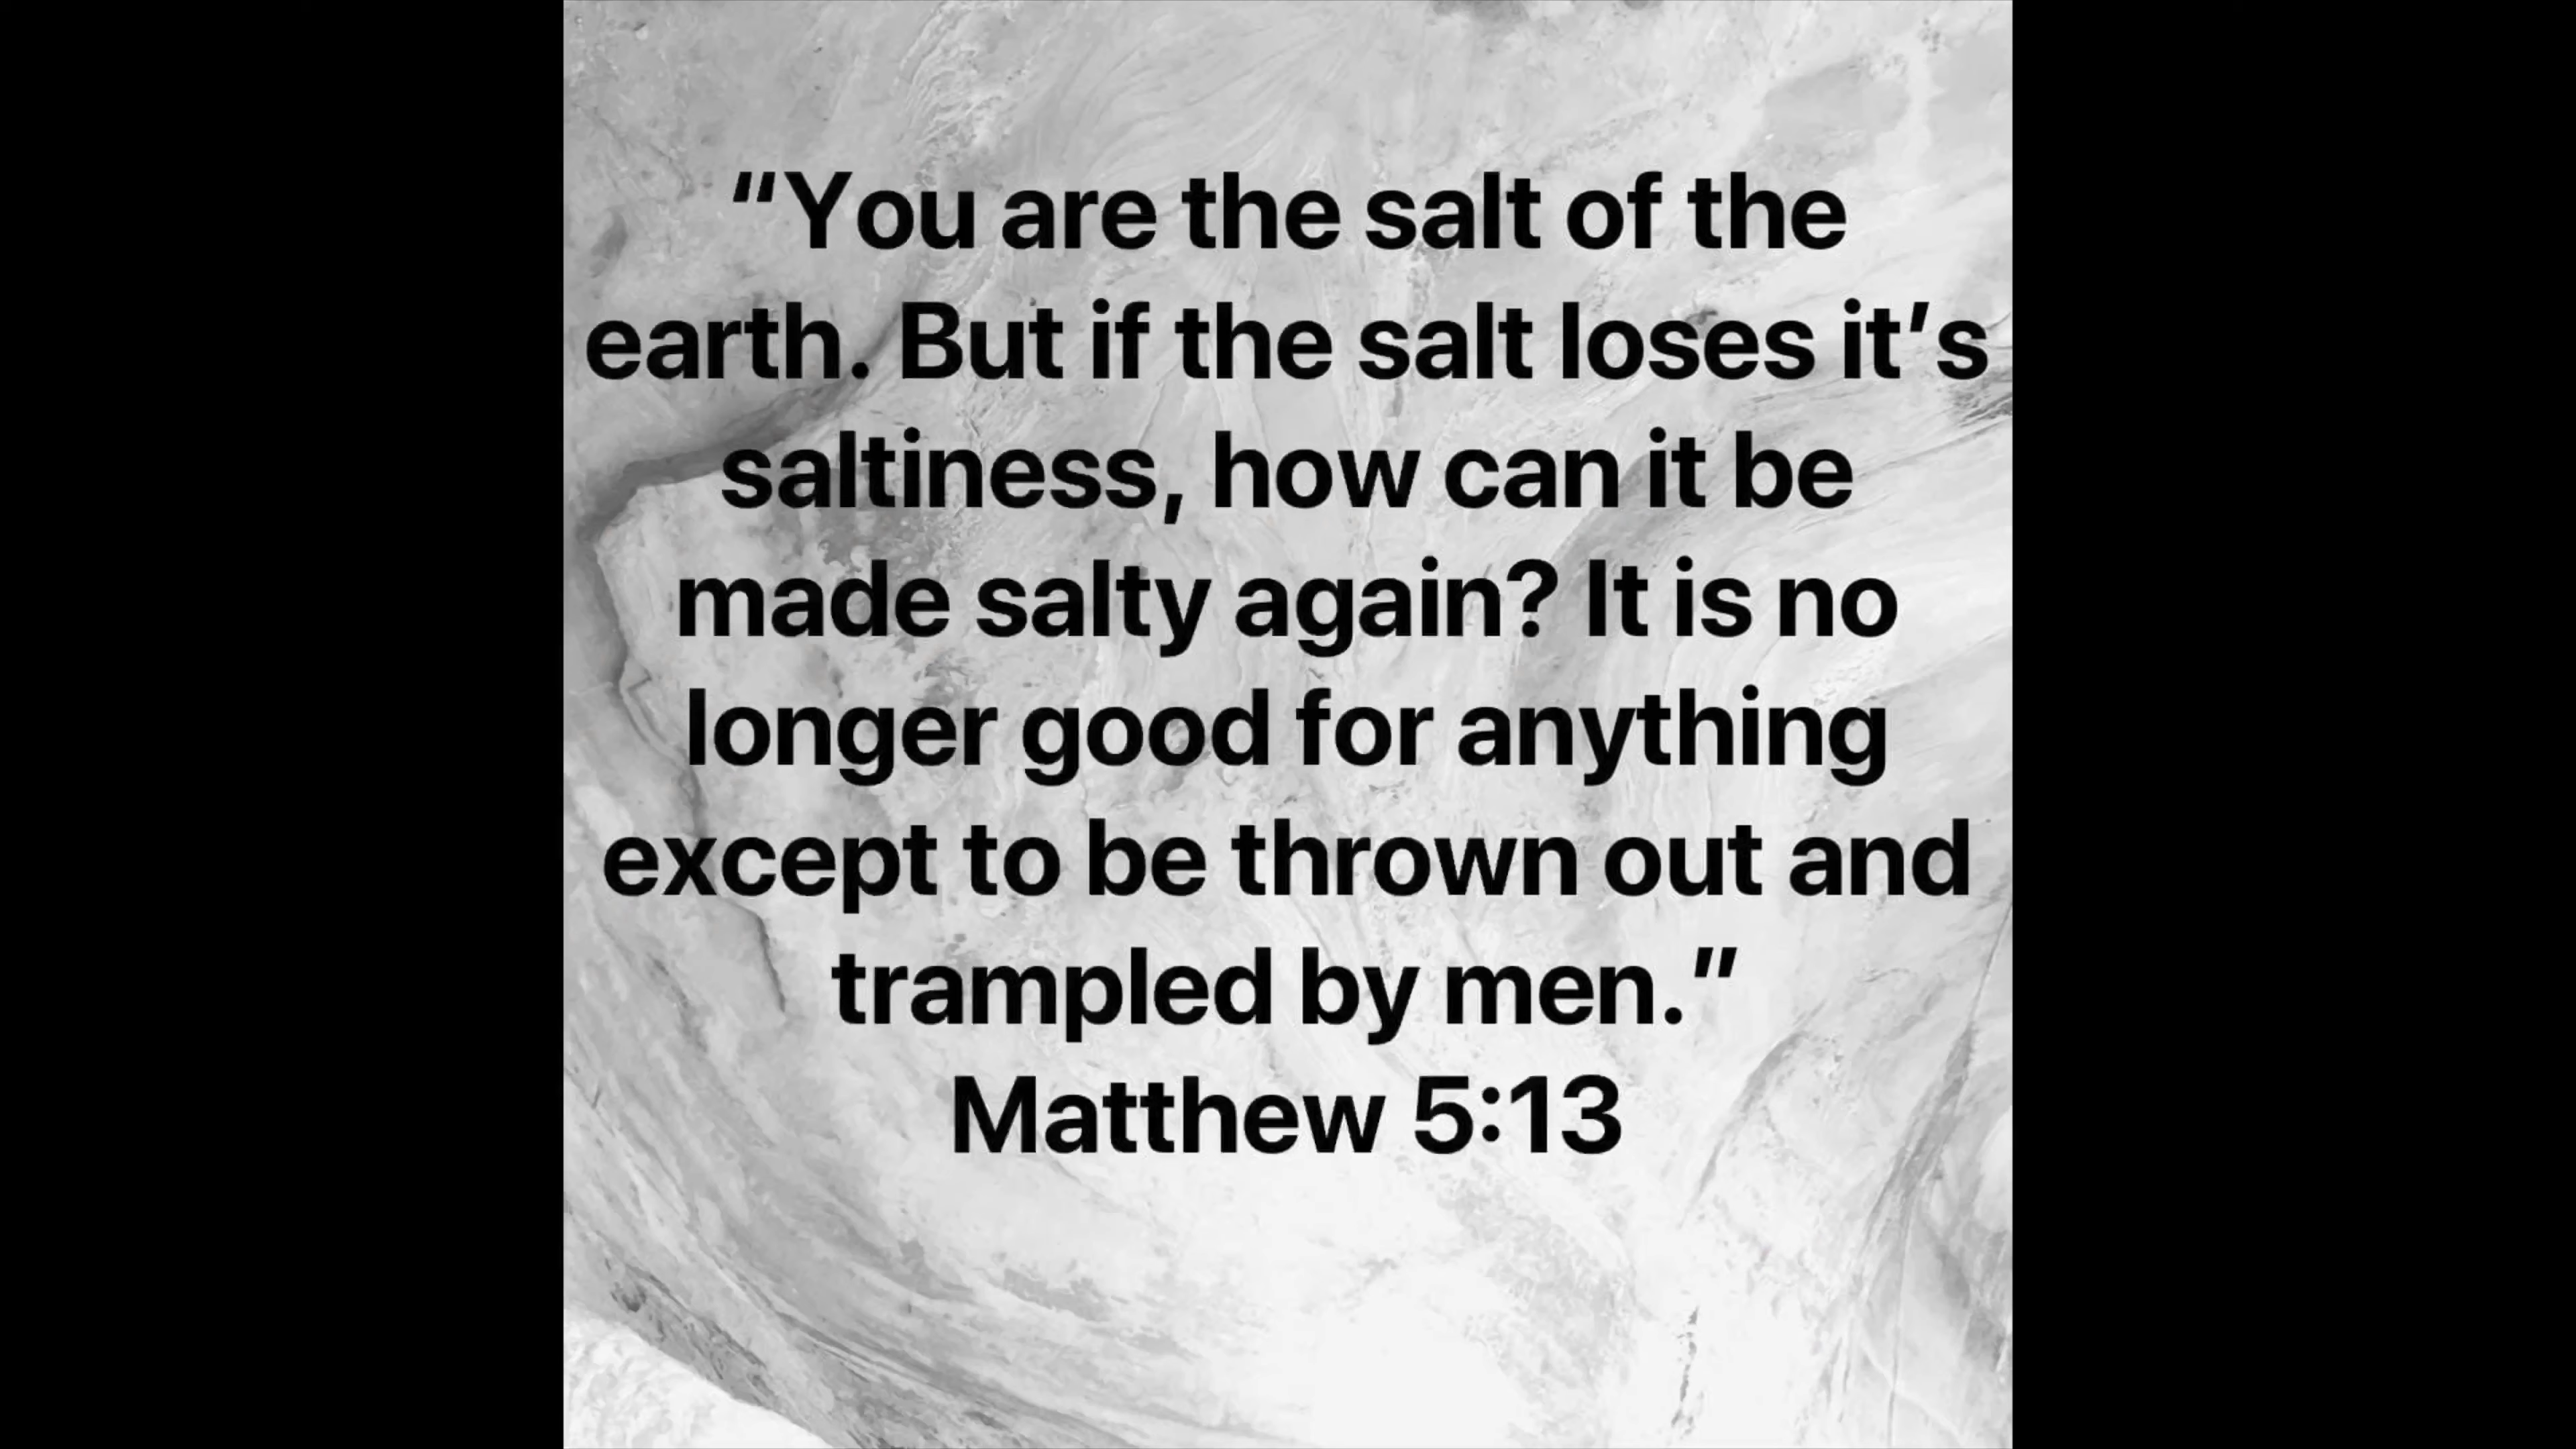 “You are the salt of the
earth. But if the salt loses it’s
saltiness, how can it be
made salty again? It is no
longer good for anything
except to be thrown out and
trampled by men.”
Matthew 5:13